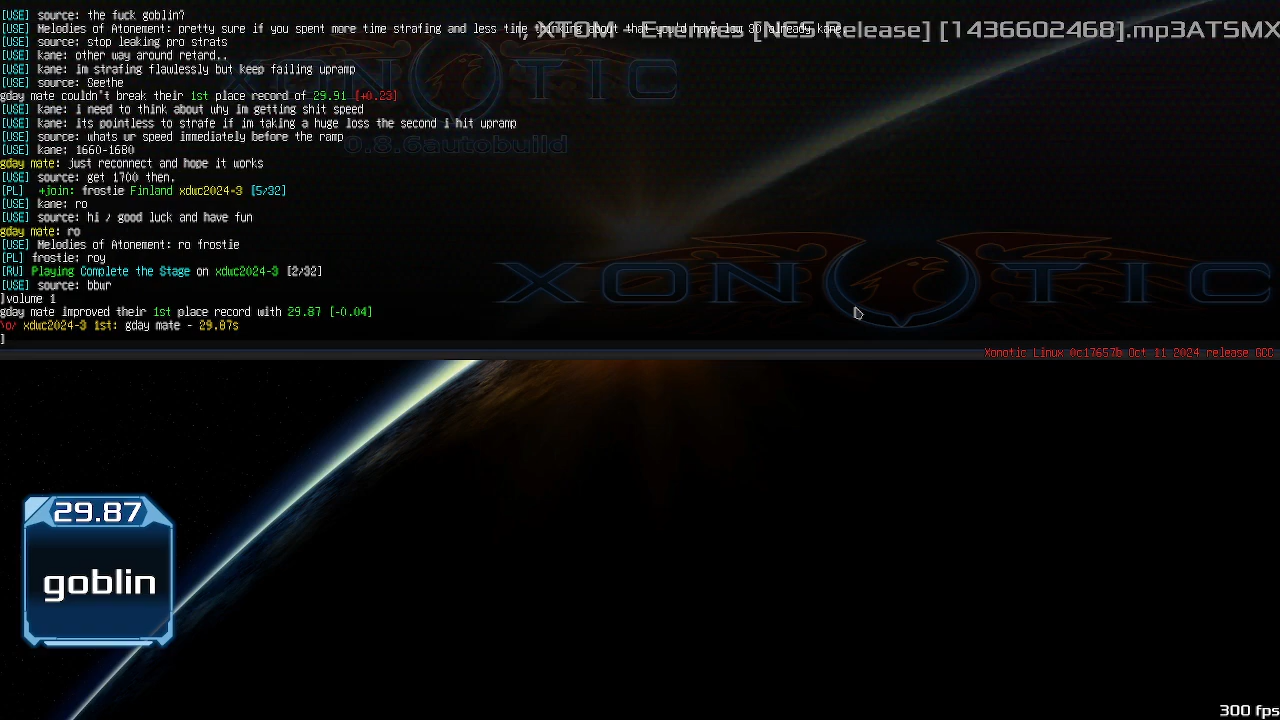 [USE] source: the fuck goblin?
[USE] Melodies of Atonement: pretty sure if you spent more time strafing and less time thinking about that you'd have low 30 already kane
, XTOM - Enemies [NCS Release] [1436602468].mp3ATSMX
[USE] source: stop leaking pro strats
[USE] kane: other way around retard..
[USE] kane: im strafing flawlessly but keep failing upramp
[USE] source: Seethe
gday mate couldn't break their 1st place record of 29.91 [+0.23]
[USE] kane: i need to think about why im getting shit speed
[USE] kane: its pointless to strafe if im taking a huge loss the second i hit upramp
[USE] source: whats ur speed immediately before the ramp
0.8.6autobuild
[USE] kane: 1660-1680
gday mate: just reconnect and hope it works
[USE] source: get 1700 then.
[PL] +join: frostie Finland xdwc2024-3 [5/32]
[USE] kane: ro
[USE] source: hi / good luck and have fun
gday mate: ro
[USE] Melodies of Atonement: ro frostie
[PL] frostie: roy
[RU] Playing Complete the Stage on xdwc2024-3 [2/32]
[USE] source: bbwr
]volume 1
gday mate improved their 1st place record with 29.87 [-0.04]
\o/ xdwc2024-3 1st: gday mate - 29.87s
]
XONOTIC
Xonotic Linux 0c17657b Oct 11 2024 release GCC
29.87
goblin
300 fps